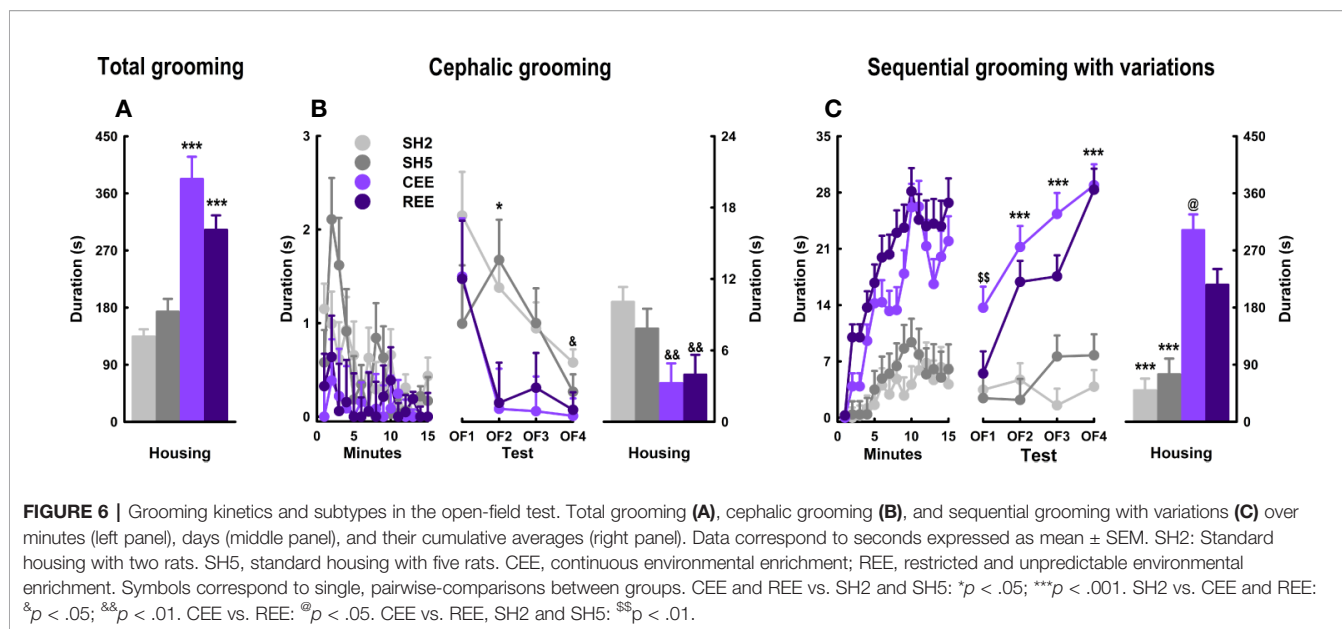 Total grooming
Cephalic grooming
Sequential grooming with variations
A
450
360
270
180
90
0
Duration (s)
***
***
Housing
B
3
2
1
0
Duration (s)
SH2
SH5
CEE
REE
0 5 10 15
Minutes
*
&
OF1 OF2 OF3 OF4
Test
&& &&
Housing
24
18
12
6
0
Duration (s)
C
35
28
21
14
7
0
Duration (s)
0 5 10 15
Minutes
$$
***
***
***
OF1 OF2 OF3 OF4
Test
***
***
@
Housing
450
360
270
180
90
0
Duration (s)
FIGURE 6 | Grooming kinetics and subtypes in the open-field test. Total grooming (A), cephalic grooming (B), and sequential grooming with variations (C) over
minutes (left panel), days (middle panel), and their cumulative averages (right panel). Data correspond to seconds expressed as mean ± SEM. SH2: Standard
housing with two rats. SH5, standard housing with five rats. CEE, continuous environmental enrichment; REE, restricted and unpredictable environmental
enrichment. Symbols correspond to single, pairwise-comparisons between groups. CEE and REE vs. SH2 and SH5: *p < .05; ***p < .001. SH2 vs. CEE and REE:
&p < .05; &&p < .01. CEE vs. REE: @p < .05. CEE vs. REE, SH2 and SH5: $$p < .01.